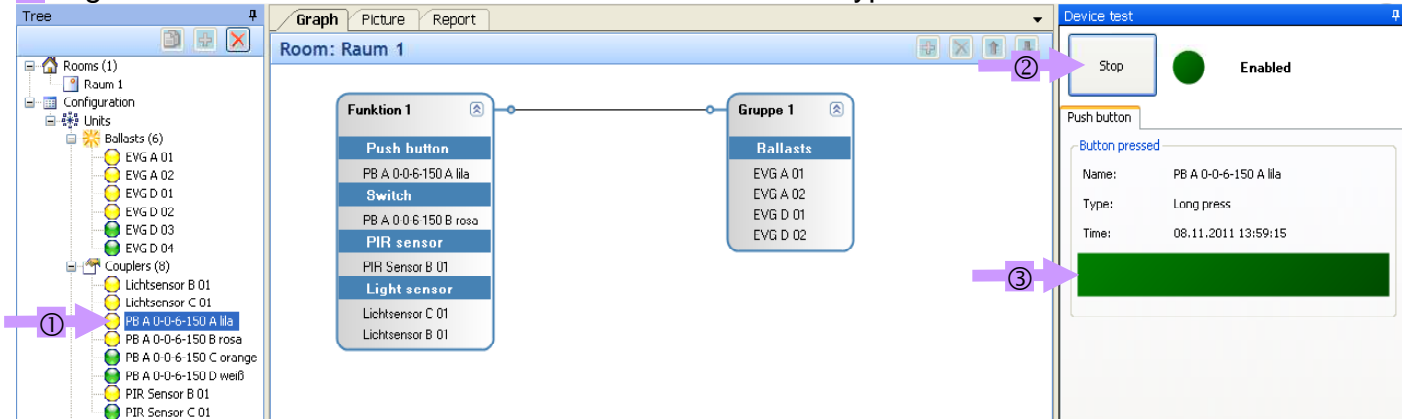 Tree
Rooms (1)
Raum 1
Configuration
Units
Ballasts (6)
EVG A 01
EVG A 02
EVG D 01
EVG D 02
EVG D 03
EVG D 04
Couplers (8)
Lichtsensor B 01
Lichtsensor C 01
① PB A 0-0-6-150 A lila
PB A 0-0-6-150 B rosa
PB A 0-0-6-150 C orange
PB A 0-0-6-150 D weiß
PIR Sensor B 01
PIR Sensor C 01
Graph Picture Report
Room: Raum 1
Funktion 1
Push button
PB A 0-0-6-150 A lila
Switch
PB A 0-0-6-150 B rosa
PIR sensor
PIR Sensor B 01
Light sensor
Lichtsensor C 01
Lichtsensor B 01
Gruppe 1
Ballasts
EVG A 01
EVG A 02
EVG D 01
EVG D 02
Device test
② Stop Enabled
Push button
Button pressed
Name: PB A 0-0-6-150 A lila
Type: Long press
Time: 08.11.2011 13:59:15
③